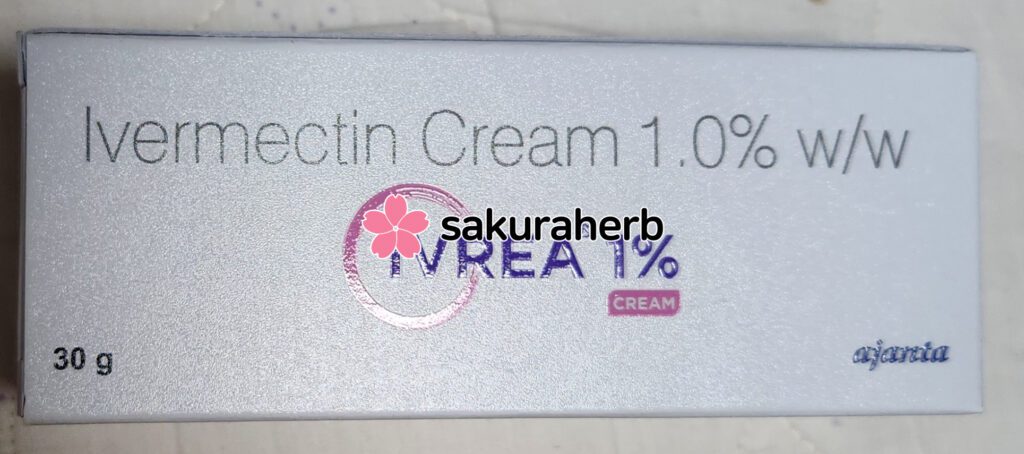 Ivermectin Cream 1.0% w/w
sakuraherb
IVREA 1%
CREAM
30 g
ajanta